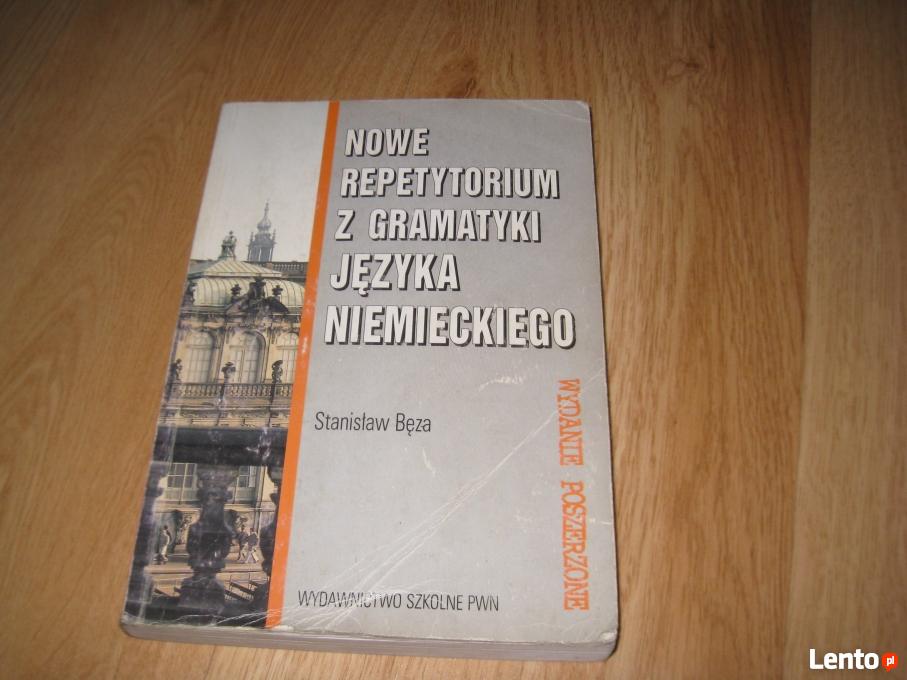 NOWE
REPETYTORIUM
Z GRAMATYKI
JĘZYKA
NIEMIECKIEGO
Stanisław Bęza
WYDANIE POSZERZONE
WYDAWNICTWO SZKOLNE PWN
Lento pl